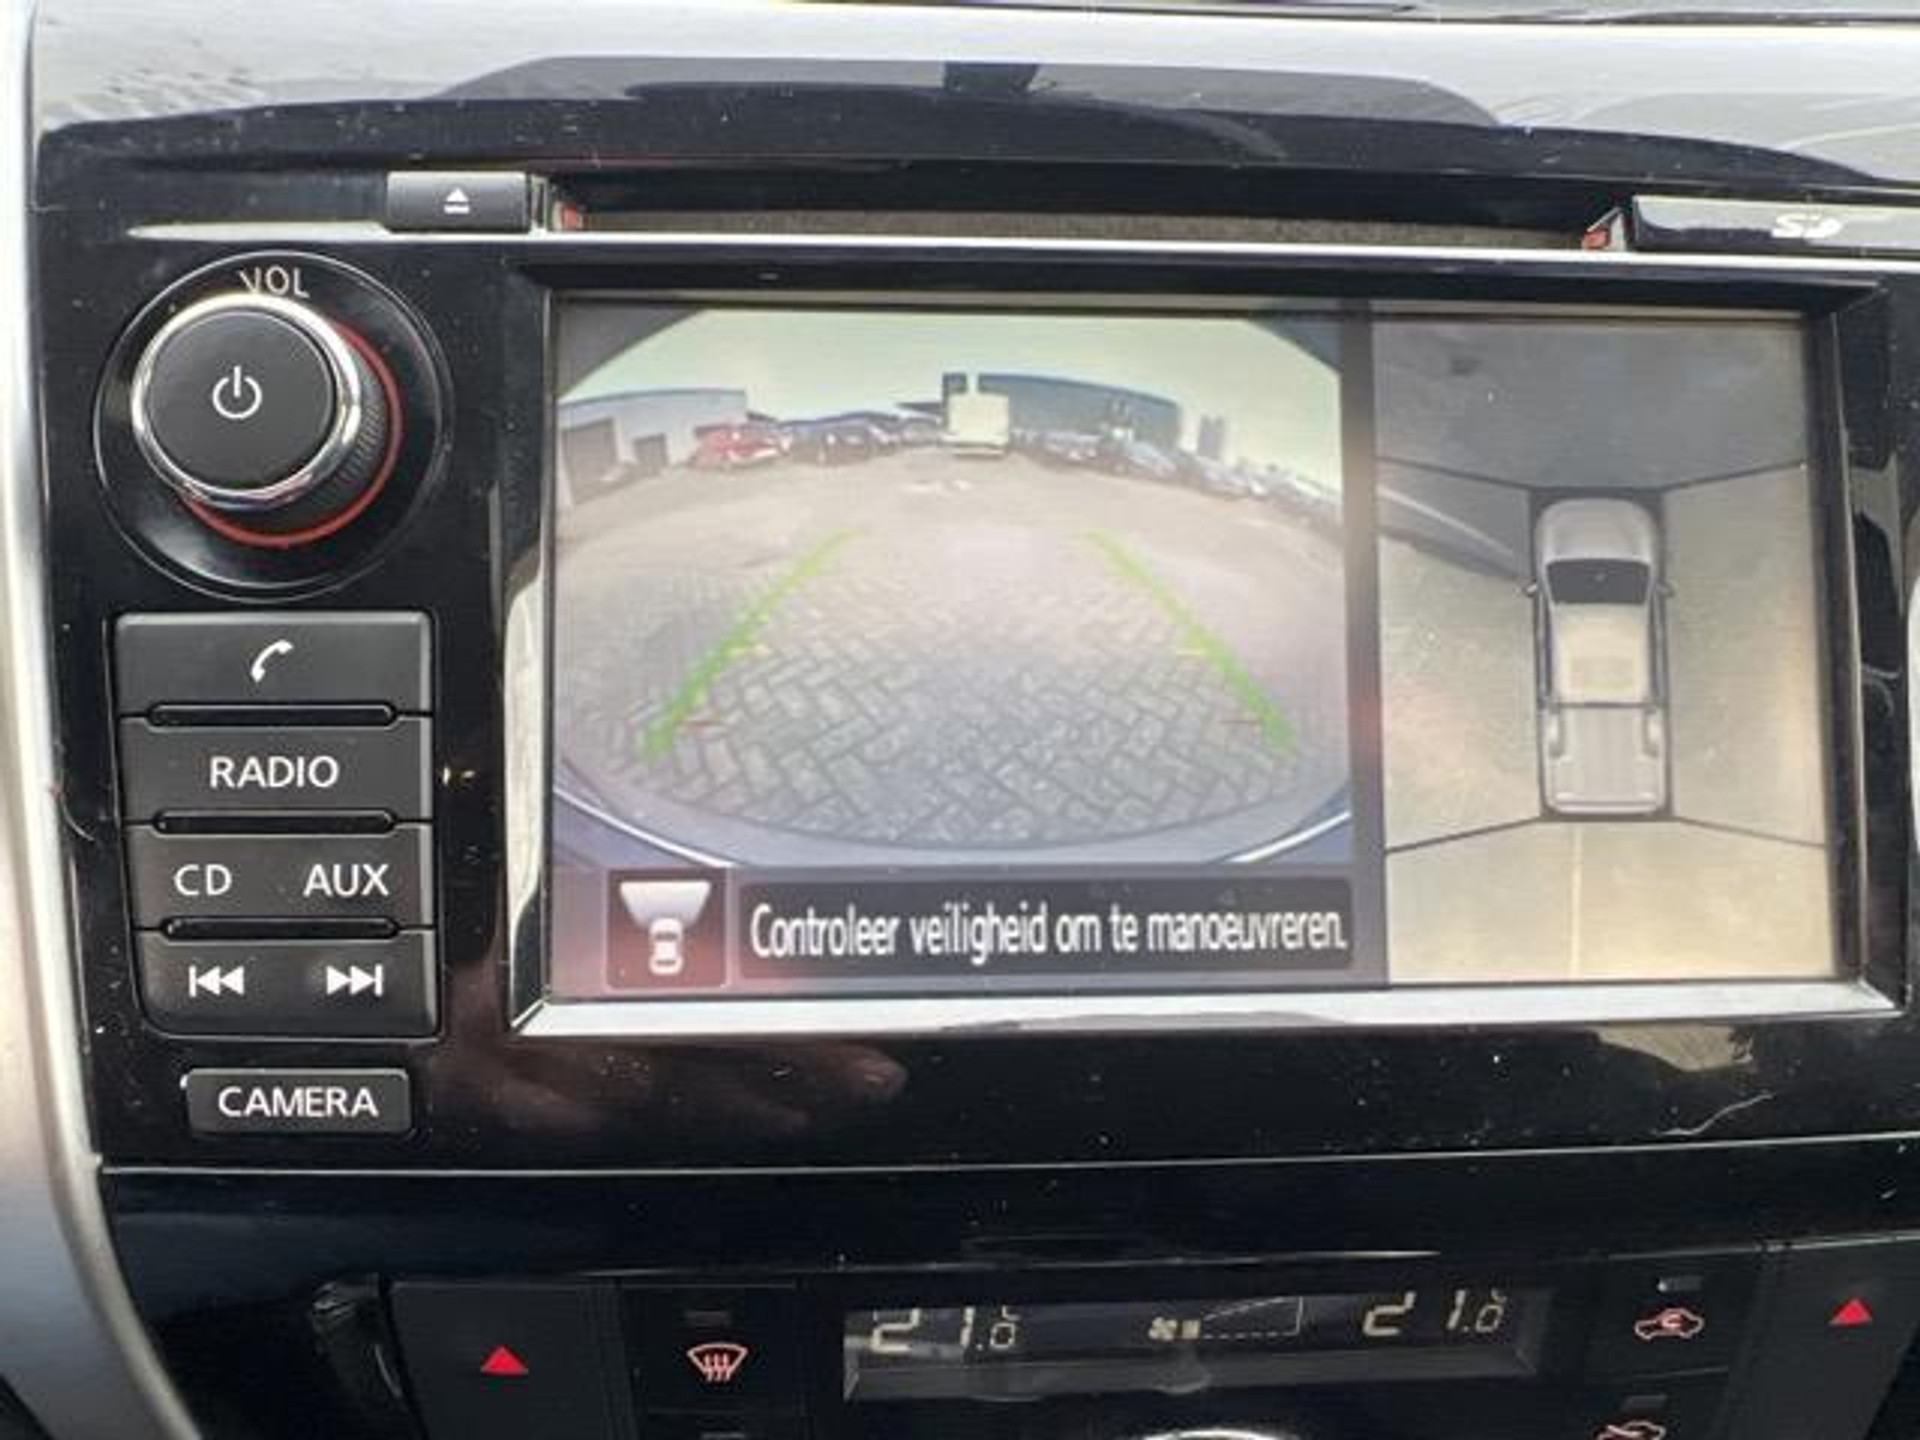 SD
VOL
RADIO
CD AUX
Controleer veiligheid om te manoeuvreren.
CAMERA
21.0 21.0